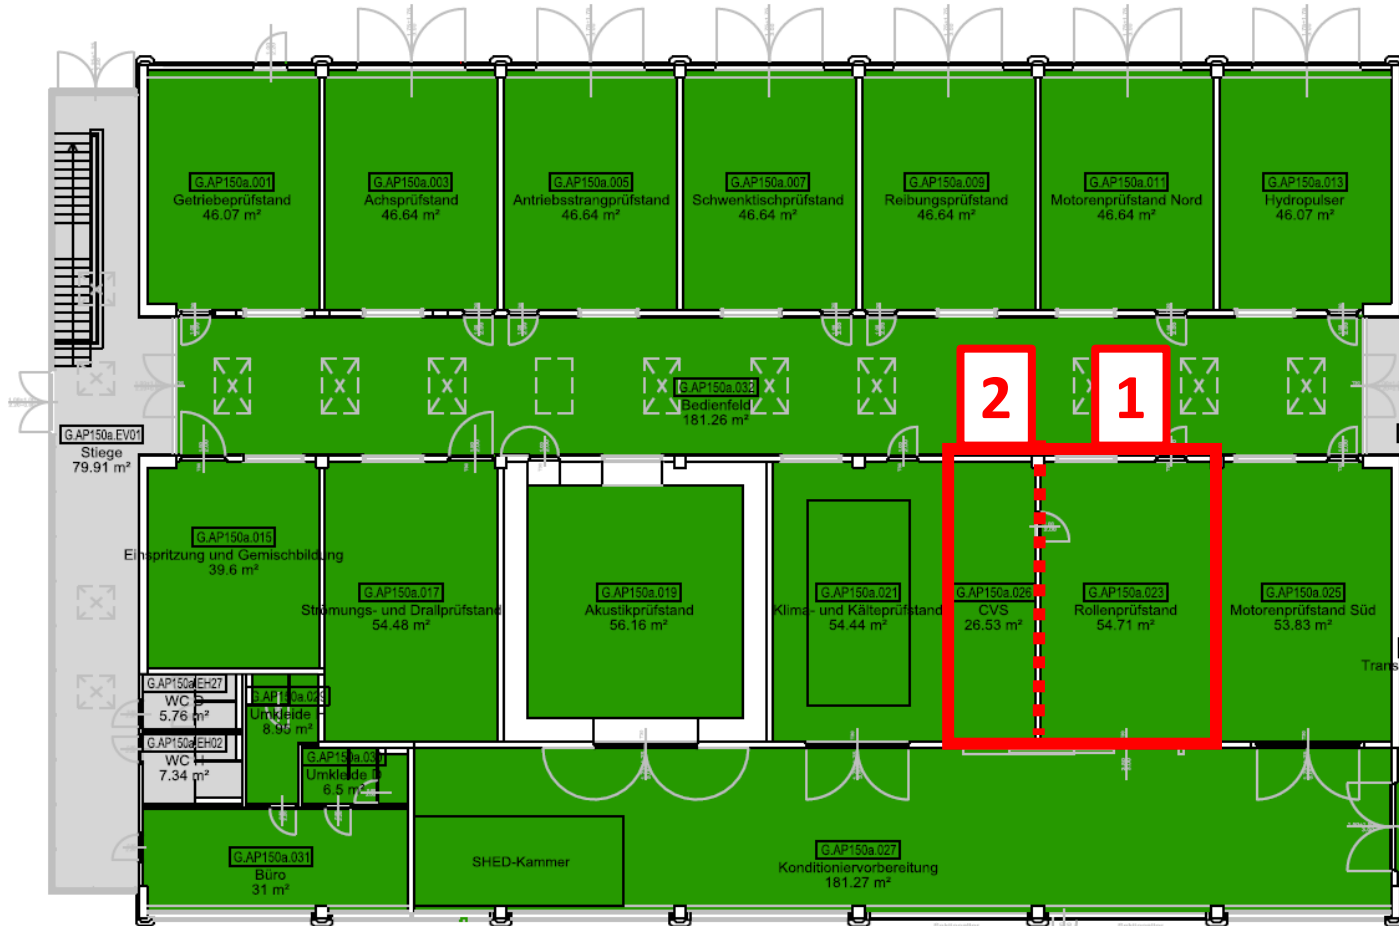 G.AP150a.001
Getriebeprüfstand
46.07 m²
G.AP150a.003
Achsprüfstand
46.64 m²
G.AP150a.005
Antriebsstrangprüfstand
46.64 m²
G.AP150a.007
Schwenktischprüfstand
46.64 m²
G.AP150a.009
Reibungsprüfstand
46.64 m²
G.AP150a.011
Motorenprüfstand Nord
46.64 m²
G.AP150a.013
Hydropulser
46.07 m²
G.AP150a.032
Bedienfeld
181.26 m²
2
1
G.AP150a.EV01
Stiege
79.91 m²
G.AP150a.015
Einspritzung und Gemischbildung
39.6 m²
G.AP150a.017
Strömungs- und Drallprüfstand
54.48 m²
G.AP150a.019
Akustikprüfstand
56.16 m²
G.AP150a.021
Klima- und Kälteprüfstand
54.44 m²
G.AP150a.026
CVS
26.53 m²
G.AP150a.023
Rollenprüfstand
54.71 m²
G.AP150a.025
Motorenprüfstand Süd
53.83 m²
Trans
G.AP150a.EH27
WC D
5.76 m²
G.AP150a.EH02
WC H
7.34 m²
Umkleide
8.95 m²
Umkleide D
6.5 m²
G.AP150a.031
Büro
31 m²
SHED-Kammer
G.AP150a.027
Konditioniervorbereitung
181.27 m²